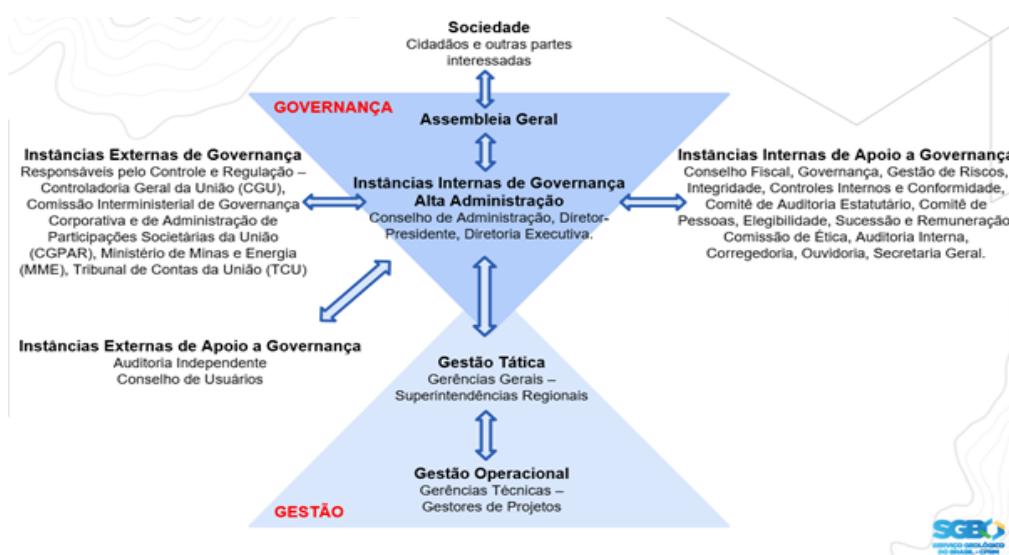 Sociedade
Cidadãos e outras partes
interessadas
GOVERNANÇA
Assembleia Geral
Instâncias Externas de Governança
Responsáveis pelo Controle e Regulação –
Controladoria Geral da União (CGU),
Comissão Interministerial de Governança
Corporativa e de Administração de
Participações Societárias da União
(CGPAR), Ministério de Minas e Energia
(MME), Tribunal de Contas da União (TCU)
Instâncias Internas de Governança
Alta Administração
Conselho de Administração, Diretor-
Presidente, Diretoria Executiva.
Instâncias Internas de Apoio a Governança
Conselho Fiscal, Governança, Gestão de Riscos,
Integridade, Controles Internos e Conformidade,
Comitê de Auditoria Estatutário, Comitê de
Pessoas, Elegibilidade, Sucessão e Remuneração
Comissão de Ética, Auditoria Interna,
Corregedoria, Ouvidoria, Secretaria Geral.
Instâncias Externas de Apoio a Governança
Auditoria Independente
Conselho de Usuários
Gestão Tática
Gerências Gerais –
Superintendências Regionais
Gestão Operacional
Gerências Técnicas –
Gestores de Projetos
GESTÃO
SGB
SERVIÇO GEOLÓGICO
DO BRASIL – CPRM